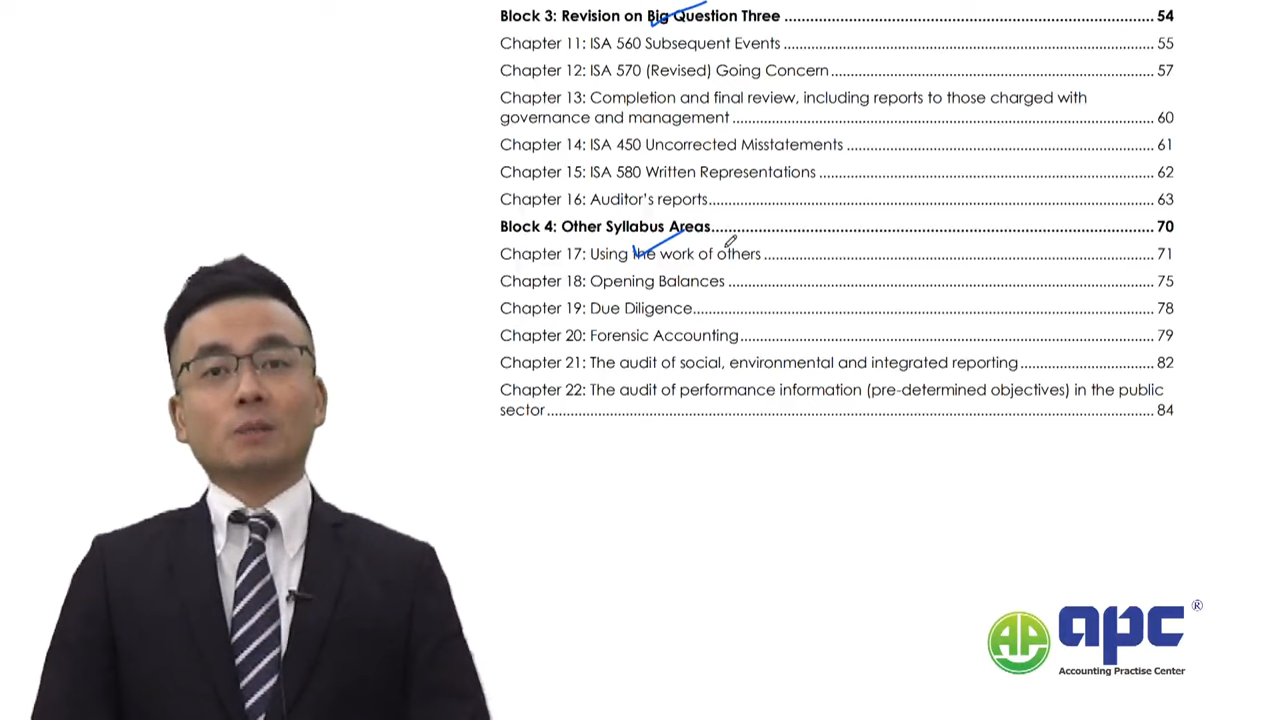 Block 3: Revision on Big Question Three ........ 54
Chapter 11: ISA 560 Subsequent Events ........ 55
Chapter 12: ISA 570 (Revised) Going Concern ........ 57
Chapter 13: Completion and final review, including reports to those charged with
governance and management ........ 60
Chapter 14: ISA 450 Uncorrected Misstatements ........ 61
Chapter 15: ISA 580 Written Representations ........ 62
Chapter 16: Auditor's reports ........ 63
Block 4: Other Syllabus Areas ........ 70
Chapter 17: Using the work of others ........ 71
Chapter 18: Opening Balances ........ 75
Chapter 19: Due Diligence ........ 78
Chapter 20: Forensic Accounting ........ 79
Chapter 21: The audit of social, environmental and integrated reporting ........ 82
Chapter 22: The audit of performance information (pre-determined objectives) in the public
sector ........ 84
AP apc ®
Accounting Practise Center